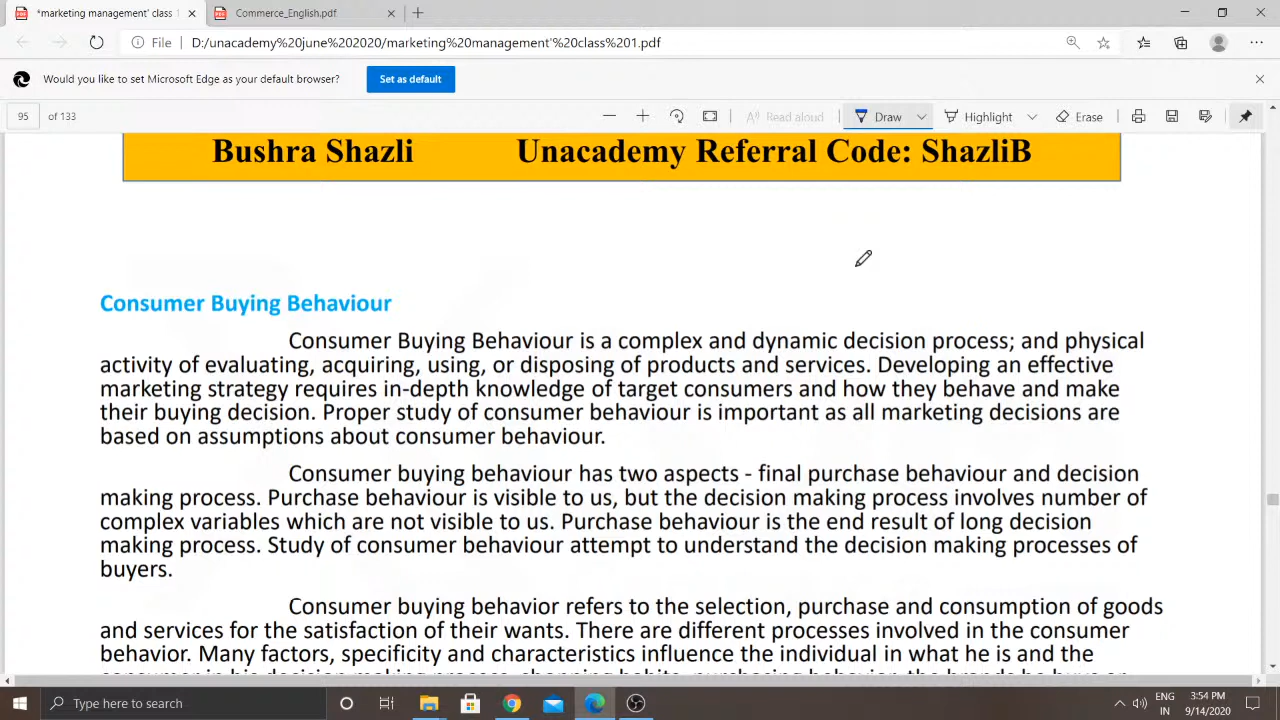 *marketing management' class 1
Commerce_English.pdf
File
D:/unacademy%20june%202020/marketing%20management'%20class%201.pdf
Would you like to set Microsoft Edge as your default browser?
Set as default
95 of 133
Read aloud
Draw
Highlight
Erase
Bushra Shazli Unacademy Referral Code: ShazliB
Consumer Buying Behaviour
Consumer Buying Behaviour is a complex and dynamic decision process; and physical
activity of evaluating, acquiring, using, or disposing of products and services. Developing an effective
marketing strategy requires in-depth knowledge of target consumers and how they behave and make
their buying decision. Proper study of consumer behaviour is important as all marketing decisions are
based on assumptions about consumer behaviour.
Consumer buying behaviour has two aspects - final purchase behaviour and decision
making process. Purchase behaviour is visible to us, but the decision making process involves number of
complex variables which are not visible to us. Purchase behaviour is the end result of long decision
making process. Study of consumer behaviour attempt to understand the decision making processes of
buyers.
Consumer buying behavior refers to the selection, purchase and consumption of goods
and services for the satisfaction of their wants. There are different processes involved in the consumer
behavior. Many factors, specificity and characteristics influence the individual in what he is and the
Type here to search
ENG
IN
3:54 PM
9/14/2020